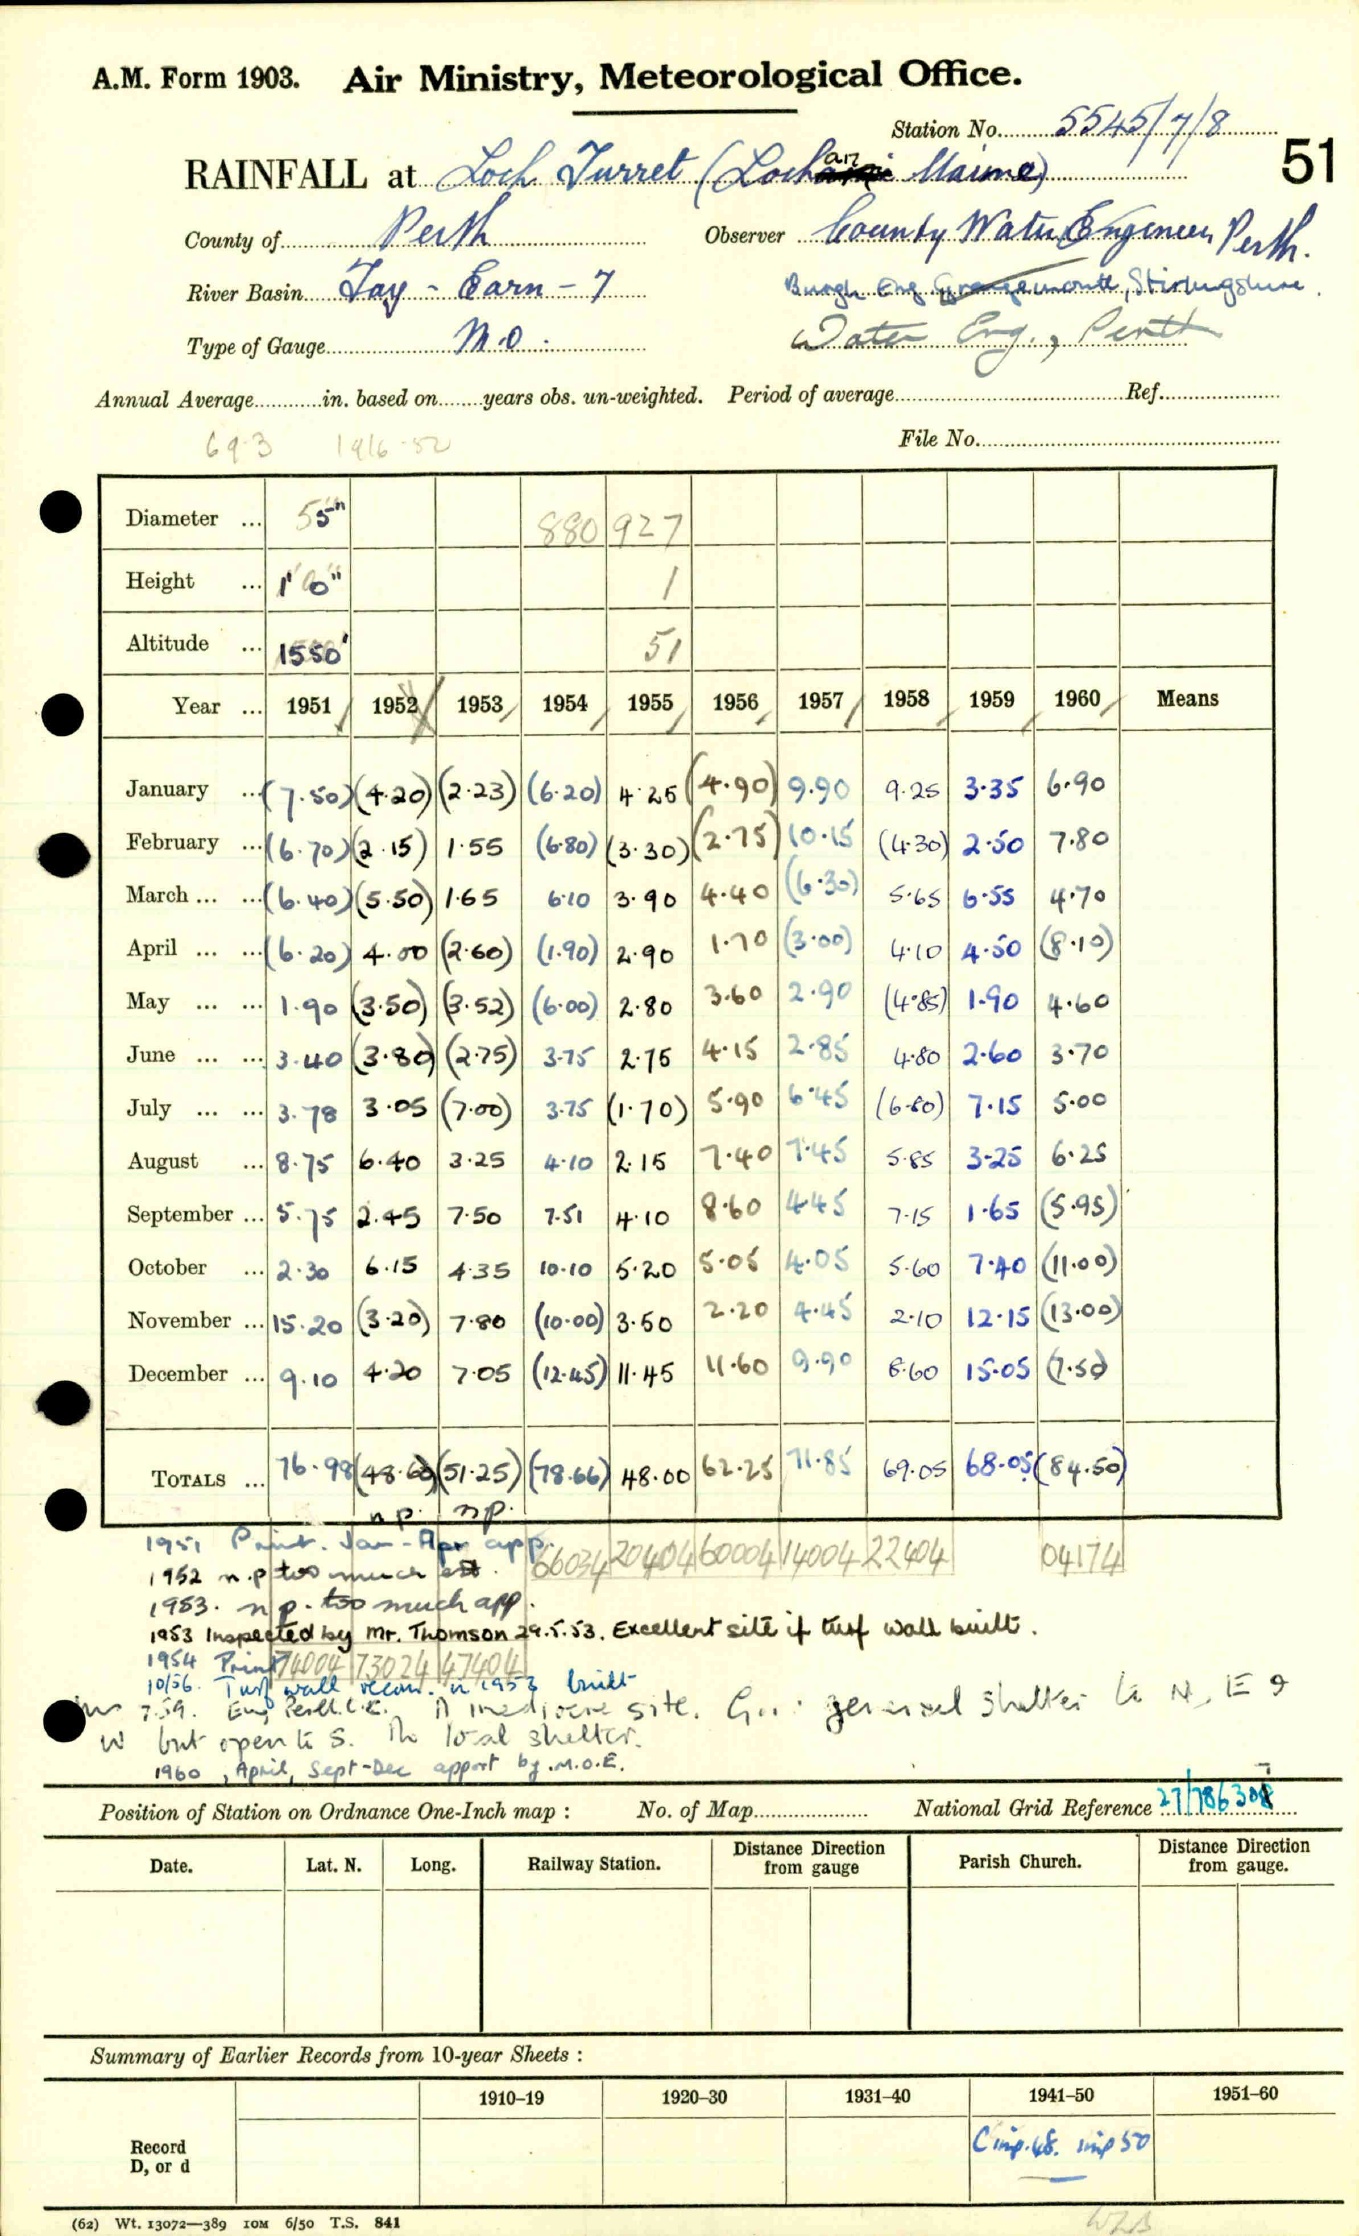 A.M. Form 1903. Air Ministry, Meteorological Office.
Station No. 5545/7/8
51
RAINFALL at Loch Turret (Lochan Maime)
County of Perth Observer County Water Engineer, Perth.
River Basin Tay - Earn - 7 Burgh Eng Grangemouth, Stirlingshire.
Type of Gauge M.O. Water Eng., Perth
Annual Average in. based on years obs. un-weighted. Period of average Ref.
69.3 1916-52
File No.
Diameter ... 5" 880 927
Height ... 1' 0" 1
Altitude ... 1550' 51
Year ... 1951 1952 1953 1954 1955 1956 1957 1958 1959 1960 Means
January ... (7.50) (4.20) (2.23) (6.20) 4.25 (4.90) 9.90 9.25 3.35 6.90
February ... (6.70) (2.15) 1.55 (6.80) (3.30) (2.75) 10.15 (4.30) 2.50 7.80
March ... ... (6.40) (5.50) 1.65 6.10 3.90 4.40 (6.30) 5.65 6.55 4.70
April ... ... (6.20) 4.00 (2.60) (1.90) 2.90 1.70 (3.00) 4.10 4.50 (8.10)
May ... ... 1.90 (3.50) (3.52) (6.00) 2.80 3.60 2.90 (4.85) 1.90 4.60
June ... ... 3.40 (3.80) (2.75) 3.75 2.75 4.15 2.85 4.80 2.60 3.70
July ... ... 3.78 3.05 (7.00) 3.75 (1.70) 5.90 6.45 (6.80) 7.15 5.00
August ... 8.75 6.40 3.25 4.10 2.15 7.40 7.45 5.85 3.25 6.25
September ... 5.75 2.45 7.50 7.51 4.10 8.60 4.45 7.15 1.65 (5.95)
October ... 2.30 6.15 4.35 10.10 5.20 5.05 4.05 5.60 7.40 (11.00)
November ... 15.20 (3.20) 7.80 (10.00) 3.50 2.20 4.45 2.10 12.15 (13.00)
December ... 9.10 4.20 7.05 (12.45) 11.45 11.60 9.90 8.60 15.05 (7.50)
TOTALS ... 76.98 (48.60) (51.25) (78.66) 48.00 62.25 71.85 69.05 68.05 (84.50)
n.p. n.p.
1951 Print. Jan - Apr app.
66034 20404 60004 14004 22404 04174
1952 n.p too much est.
1953. n.p. too much app.
1953 Inspected by Mr. Thomson 29.5.53. Excellent site if turf wall built.
1954 Print 74004 73024 47404
10/56. Turf wall recom. in 1953 built
7.59. Eng Perth C.C. A mediocre site. Good general shelter to N, E &
W but open to S. No local shelter.
1960, April, Sept-Dec apport by M.O.E.
Position of Station on Ordnance One-Inch map : No. of Map National Grid Reference 27/786308
Date. Lat. N. Long. Railway Station. Distance Direction from gauge Parish Church. Distance Direction from gauge.
Summary of Earlier Records from 10-year Sheets :
1910–19 1920–30 1931–40 1941–50 1951–60
Record
D, or d
C imp. 48. imp 50
(62) Wt. 13072—389 10M 6/50 T.S. 841
WLB